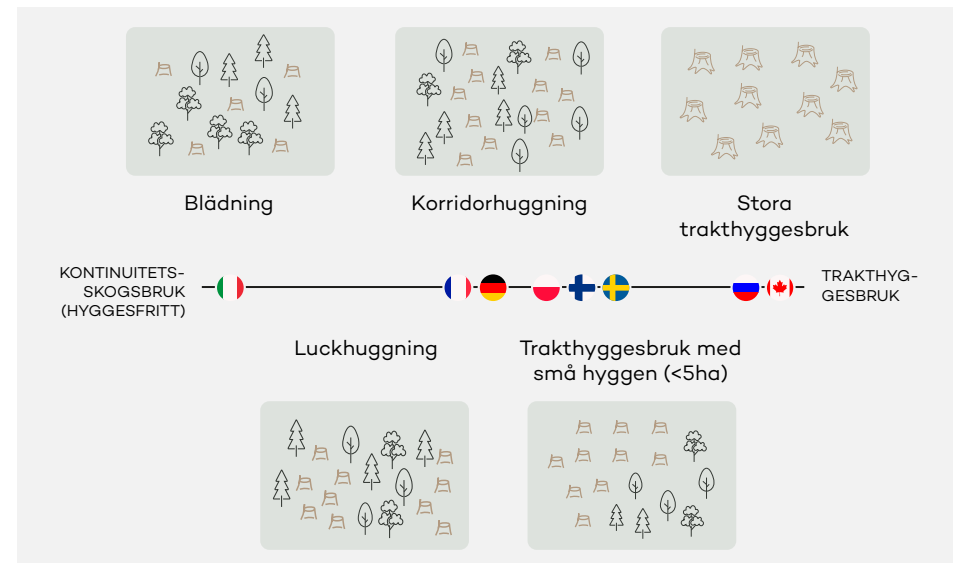 Blädning
Korridorhuggning
Stora
trakthyggesbruk
KONTINUITETS-
SKOGSBRUK
(HYGGESFRITT)
TRAKTHYG-
GESBRUK
Luckhuggning
Trakthyggesbruk med
små hyggen (<5ha)